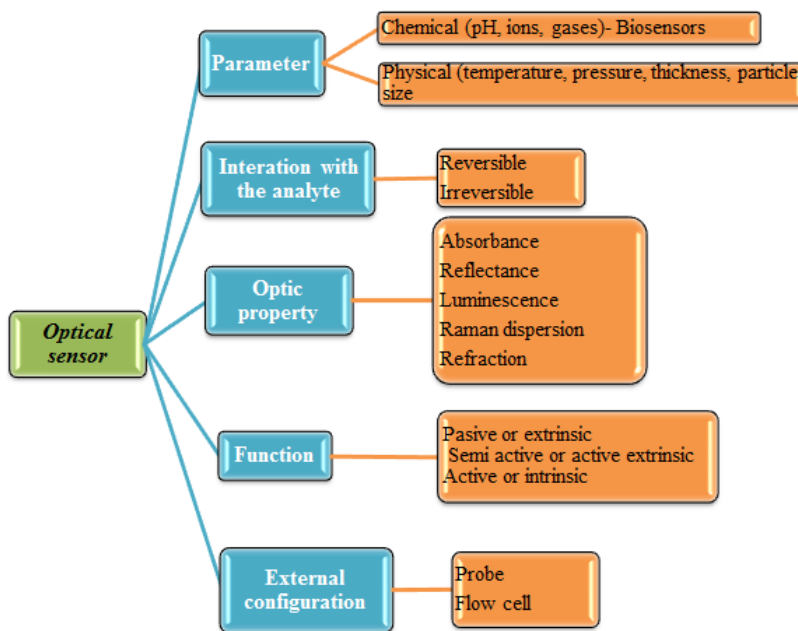 Optical
sensor
Parameter
Chemical (pH, ions, gases)- Biosensors
Physical (temperature, pressure, thickness, particle
size
Interation with
the analyte
Reversible
Irreversible
Optic
property
Absorbance
Reflectance
Luminescence
Raman dispersion
Refraction
Function
Pasive or extrinsic
Semi active or active extrinsic
Active or intrinsic
External
configuration
Probe
Flow cell